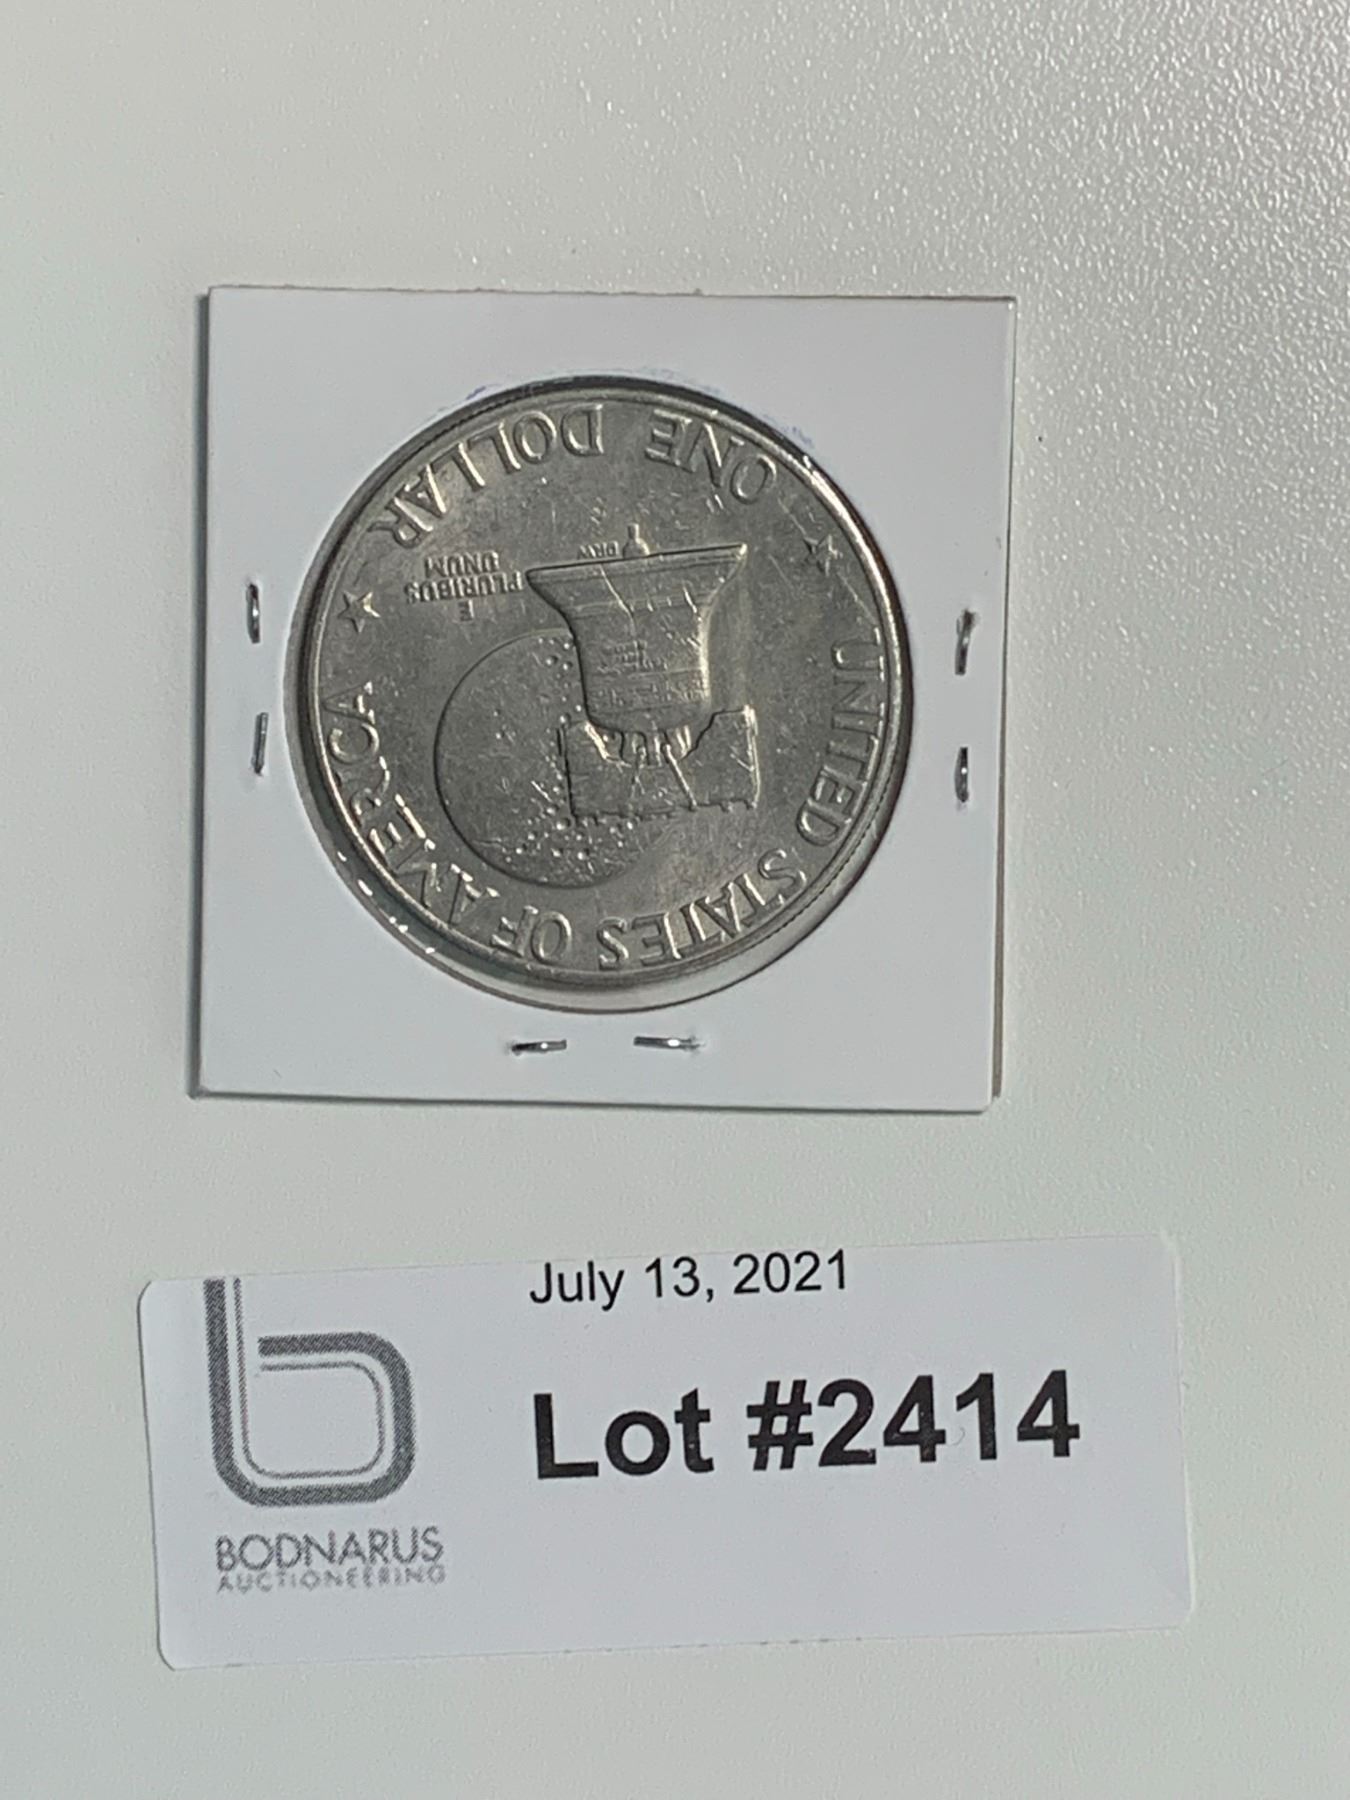 UNITED STATES OF AMERICA
E
PLURIBUS
UNUM
DRW
ONE DOLLAR
July 13, 2021
Lot #2414
BODNARUS
AUCTIONEERING